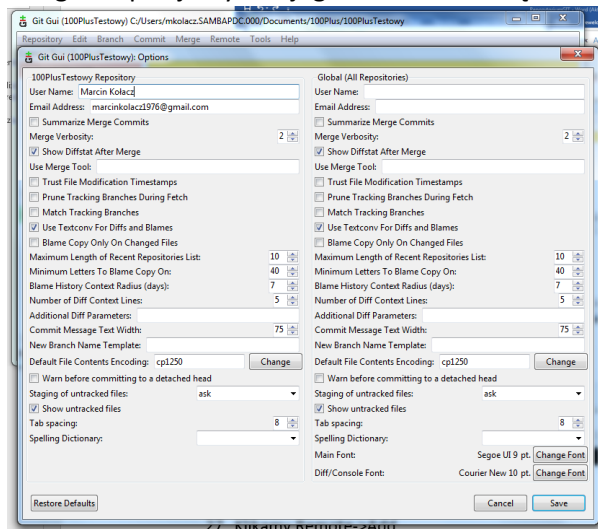 Git Gui (100PlusTestowy) C:/Users/mkolacz.SAMBAPDC.000/Documents/100Plus/100PlusTestowy
Repository Edit Branch Commit Merge Remote Tools Help
Git Gui (100PlusTestowy): Options
100PlusTestowy Repository
User Name: Marcin Kołacz
Email Address: marcinkolacz1976@gmail.com
Summarize Merge Commits
Merge Verbosity: 2
Show Diffstat After Merge
Use Merge Tool:
Trust File Modification Timestamps
Prune Tracking Branches During Fetch
Match Tracking Branches
Use Textconv For Diffs and Blames
Blame Copy Only On Changed Files
Maximum Length of Recent Repositories List: 10
Minimum Letters To Blame Copy On: 40
Blame History Context Radius (days): 7
Number of Diff Context Lines: 5
Additional Diff Parameters:
Commit Message Text Width: 75
New Branch Name Template:
Default File Contents Encoding: cp1250 Change
Warn before committing to a detached head
Staging of untracked files: ask
Show untracked files
Tab spacing: 8
Spelling Dictionary:
Global (All Repositories)
User Name:
Email Address:
Summarize Merge Commits
Merge Verbosity: 2
Show Diffstat After Merge
Use Merge Tool:
Trust File Modification Timestamps
Prune Tracking Branches During Fetch
Match Tracking Branches
Use Textconv For Diffs and Blames
Blame Copy Only On Changed Files
Maximum Length of Recent Repositories List: 10
Minimum Letters To Blame Copy On: 40
Blame History Context Radius (days): 7
Number of Diff Context Lines: 5
Additional Diff Parameters:
Commit Message Text Width: 75
New Branch Name Template:
Default File Contents Encoding: cp1250 Change
Warn before committing to a detached head
Staging of untracked files: ask
Show untracked files
Tab spacing: 8
Spelling Dictionary:
Main Font: Segoe UI 9 pt. Change Font
Diff/Console Font: Courier New 10 pt. Change Font
Restore Defaults Cancel Save
27. Klikamy Remote->Add